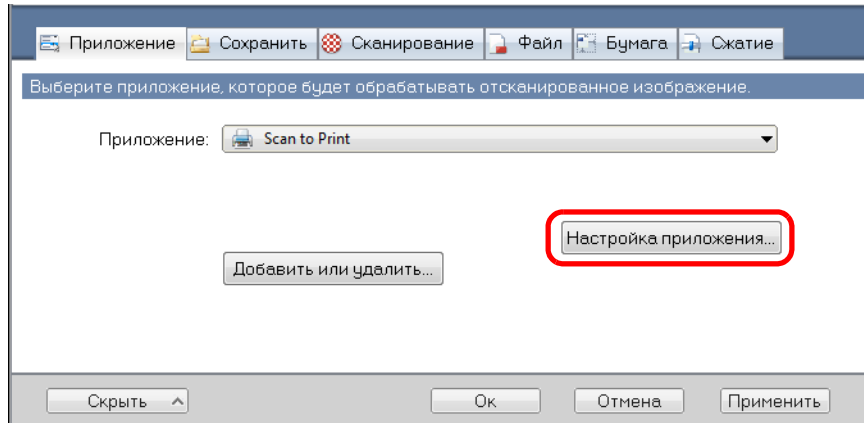 Приложение Сохранить Сканирование Файл Бумага Сжатие
Выберите приложение, которое будет обрабатывать отсканированное изображение.
Приложение: Scan to Print
Настройка приложения...
Добавить или удалить...
Скрыть Ок Отмена Применить